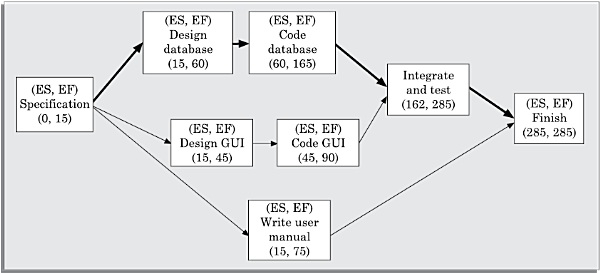 (ES, EF)
Specification
(0, 15)
(ES, EF)
Design
database
(15, 60)
(ES, EF)
Code
database
(60, 165)
Integrate
and test
(162, 285)
(ES, EF)
Finish
(285, 285)
(ES, EF)
Design GUI
(15, 45)
(ES, EF)
Code GUI
(45, 90)
(ES, EF)
Write user
manual
(15, 75)